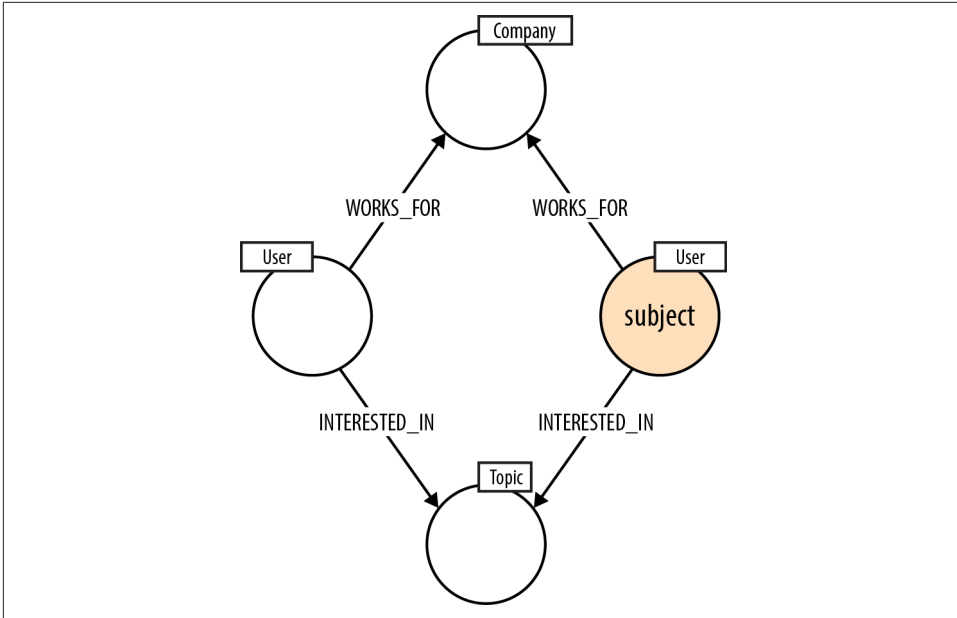 Company
WORKS_FOR
WORKS_FOR
User
User
subject
INTERESTED_IN
INTERESTED_IN
Topic